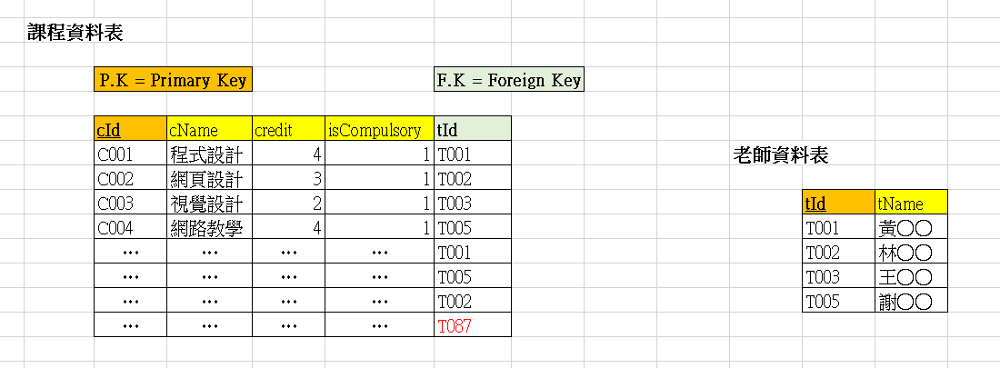 課程資料表
P.K = Primary Key F.K = Foreign Key
cId cName credit isCompulsory tId
C001 程式設計 4 1 T001
C002 網頁設計 3 1 T002
C003 視覺設計 2 1 T003
C004 網路教學 4 1 T005
… … … … T001
… … … … T005
… … … … T002
… … … … T087
老師資料表
tId tName
T001 黃〇〇
T002 林〇〇
T003 王〇〇
T005 謝〇〇